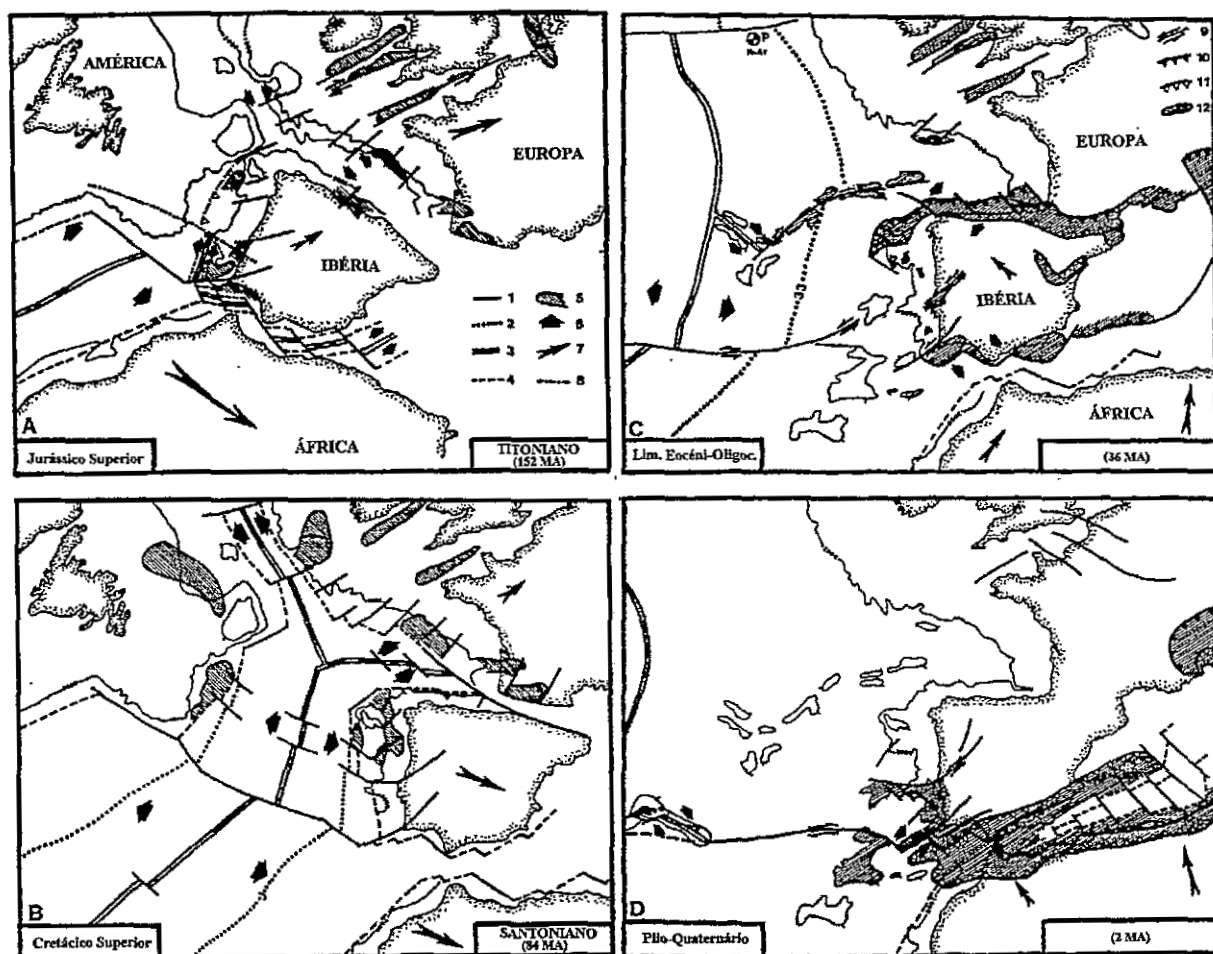 AMÉRICA
EUROPA
IBÉRIA
ÁFRICA
1
2
3
4
5
6
7
8
A
Jurássico Superior
TITONIANO
(152 MA)
P
9
10
11
12
EUROPA
33
IBÉRIA
ÁFRICA
C
Lim. Eocéni-Oligoc.
(36 MA)
B
Cretácico Superior
SANTONIANO
(84 MA)
D
Plio-Quaternário
(2 MA)